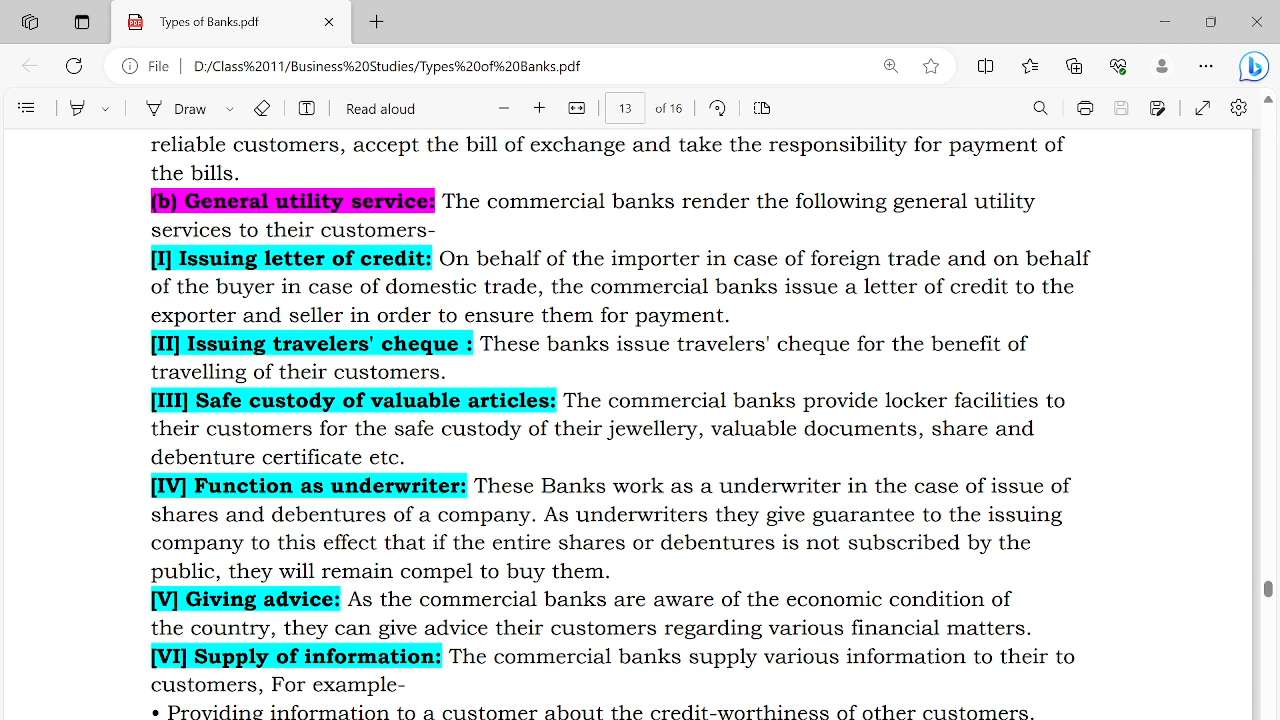 Types of Banks.pdf
File | D:/Class%2011/Business%20Studies/Types%20of%20Bank.pdf
Draw
Read aloud
13 of 16
reliable customers, accept the bill of exchange and take the responsibility for payment of
the bills.
(b) General utility service: The commercial banks render the following general utility
services to their customers-
[I] Issuing letter of credit: On behalf of the importer in case of foreign trade and on behalf
of the buyer in case of domestic trade, the commercial banks issue a letter of credit to the
exporter and seller in order to ensure them for payment.
[II] Issuing travelers' cheque : These banks issue travelers' cheque for the benefit of
travelling of their customers.
[III] Safe custody of valuable articles: The commercial banks provide locker facilities to
their customers for the safe custody of their jewellery, valuable documents, share and
debenture certificate etc.
[IV] Function as underwriter: These Banks work as a underwriter in the case of issue of
shares and debentures of a company. As underwriters they give guarantee to the issuing
company to this effect that if the entire shares or debentures is not subscribed by the
public, they will remain compel to buy them.
[V] Giving advice: As the commercial banks are aware of the economic condition of
the country, they can give advice their customers regarding various financial matters.
[VI] Supply of information: The commercial banks supply various information to their to
customers, For example-
• Providing information to a customer about the credit-worthiness of other customers.